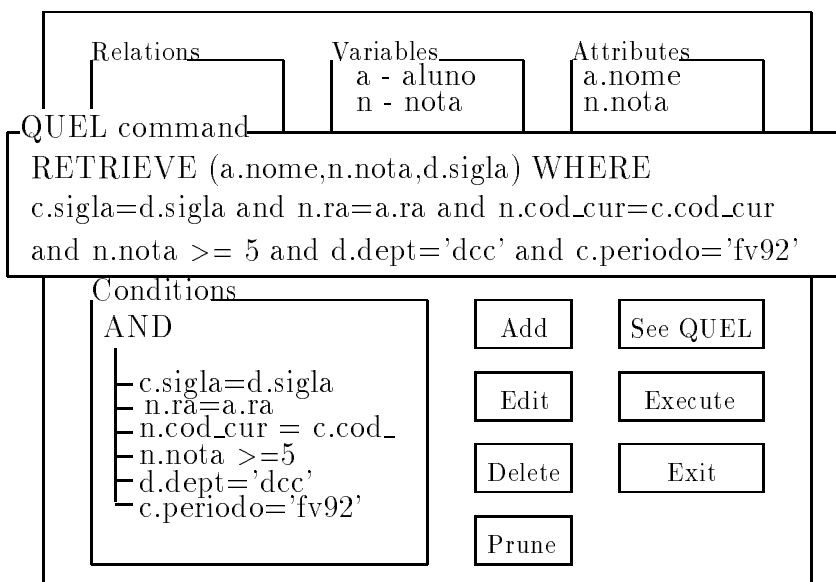 Relations Variables Attributes
a - aluno a.nome
n - nota n.nota
QUEL command
RETRIEVE (a.nome,n.nota,d.sigla) WHERE
c.sigla=d.sigla and n.ra=a.ra and n.cod_cur=c.cod_cur
and n.nota >= 5 and d.dept='dcc' and c.periodo='fv92'
Conditions
AND
c.sigla=d.sigla
n.ra=a.ra
n.cod_cur = c.cod_
n.nota >=5
d.dept='dcc'
c.periodo='fv92'
Add See QUEL
Edit Execute
Delete Exit
Prune